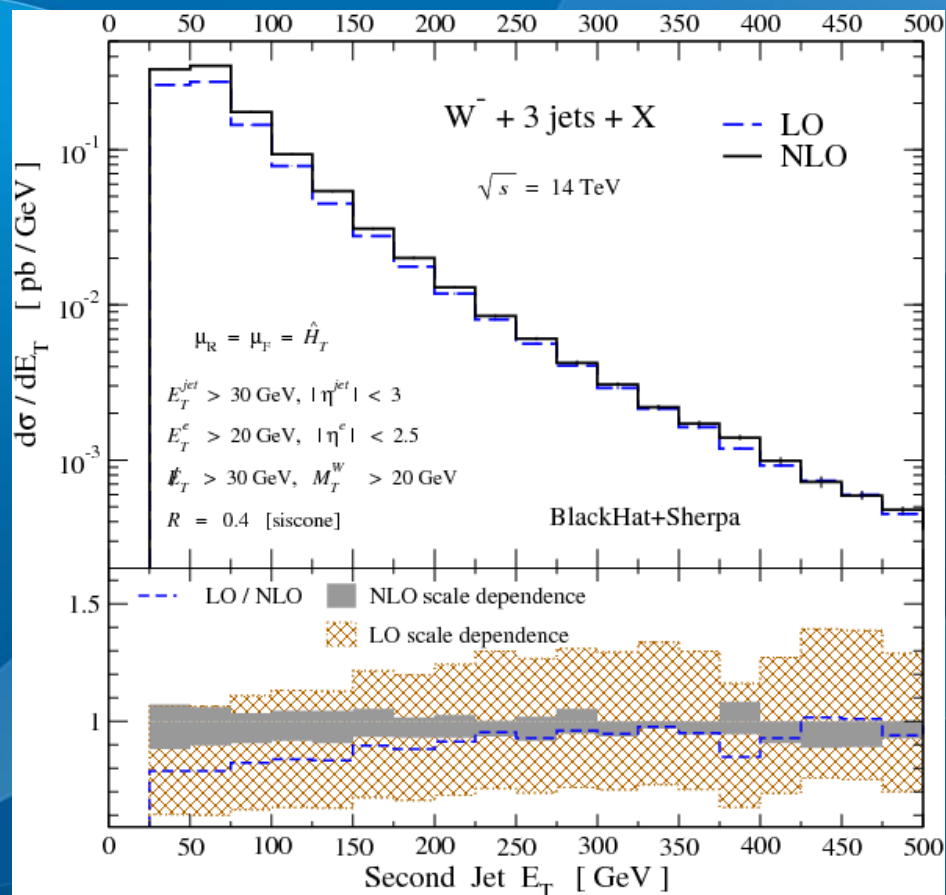 0 50 100 150 200 250 300 350 400 450 500
W⁻ + 3 jets + X
LO
NLO
√s = 14 TeV
10⁻¹
10⁻²
10⁻³
dσ / dE_T [ pb / GeV ]
μ_R = μ_F = Ĥ_T
E_T^jet > 30 GeV, | η^jet | < 3
E_T^e > 20 GeV, | η^e | < 2.5
E̸_T > 30 GeV, M_T^W > 20 GeV
R = 0.4 [siscone]
BlackHat+Sherpa
LO / NLO
NLO scale dependence
LO scale dependence
1.5
1
0 50 100 150 200 250 300 350 400 450 500
Second Jet E_T [ GeV ]